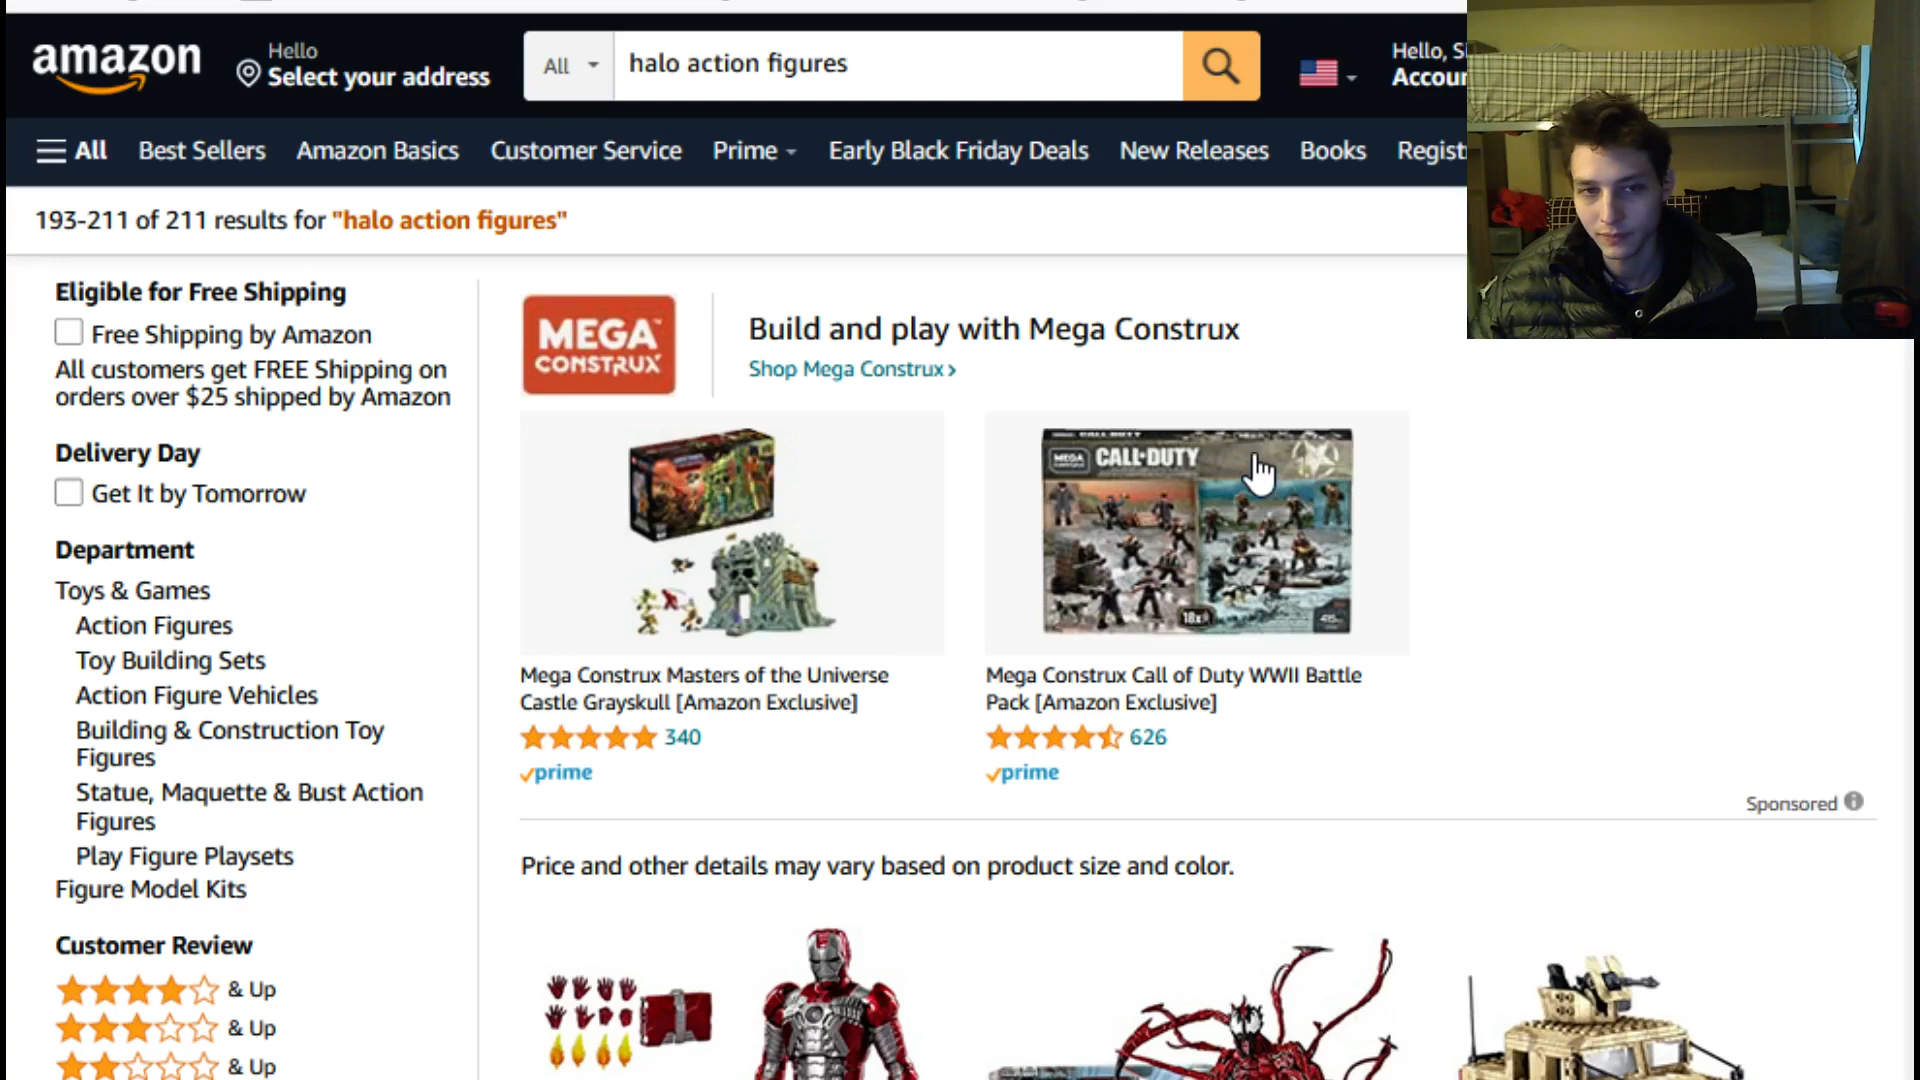 amazon
Hello
Select your address
All
halo action figures
Hello, S
Accour
All
Best Sellers
Amazon Basics
Customer Service
Prime
Early Black Friday Deals
New Releases
Books
Regist
193-211 of 211 results for "halo action figures"
Eligible for Free Shipping
Free Shipping by Amazon
All customers get FREE Shipping on
orders over $25 shipped by Amazon
Delivery Day
Get It by Tomorrow
Department
Toys & Games
Action Figures
Toy Building Sets
Action Figure Vehicles
Building & Construction Toy
Figures
Statue, Maquette & Bust Action
Figures
Play Figure Playsets
Figure Model Kits
Customer Review
& Up
& Up
& Up
MEGA™
CONSTRUX
Build and play with Mega Construx
Shop Mega Construx ›
MEGA
CALL·DUTY
18x
Mega Construx Masters of the Universe
Castle Grayskull [Amazon Exclusive]
340
prime
Mega Construx Call of Duty WWII Battle
Pack [Amazon Exclusive]
626
prime
Sponsored
Price and other details may vary based on product size and color.